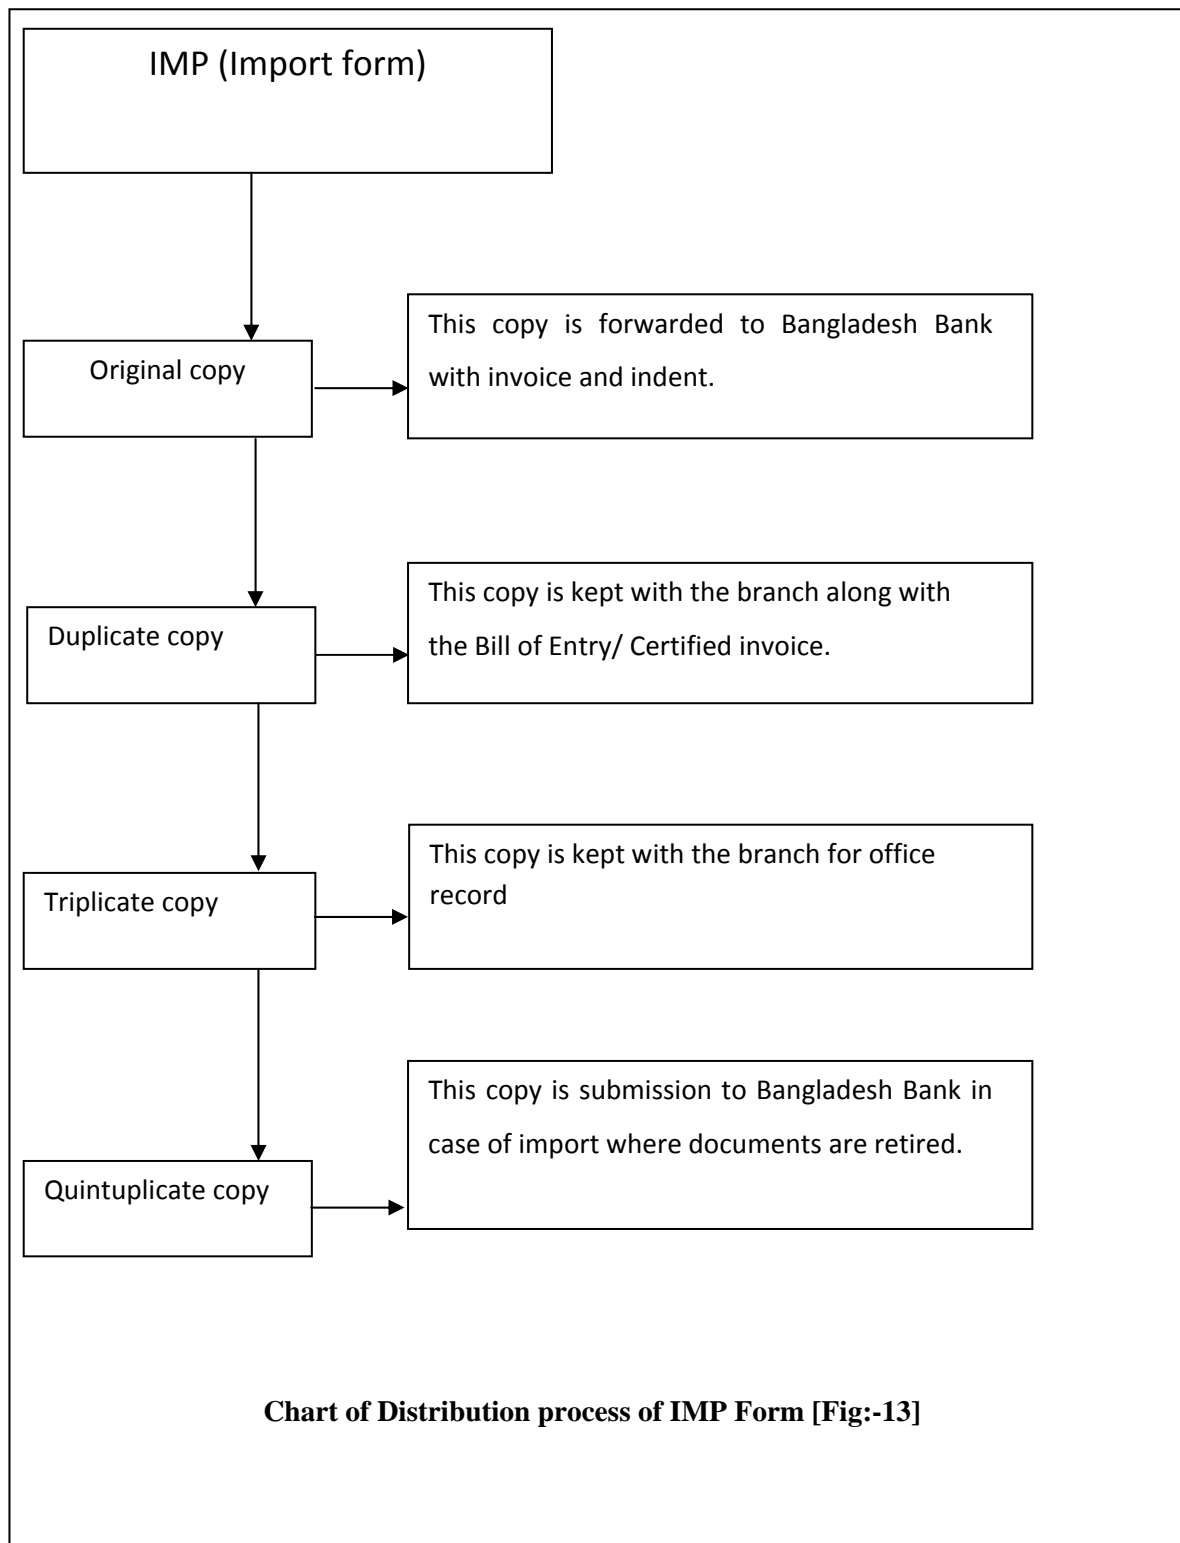 IMP (Import form)
Original copy
This copy is forwarded to Bangladesh Bank
with invoice and indent.
Duplicate copy
This copy is kept with the branch along with
the Bill of Entry/ Certified invoice.
Triplicate copy
This copy is kept with the branch for office
record
Quintuplicate copy
This copy is submission to Bangladesh Bank in
case of import where documents are retired.
Chart of Distribution process of IMP Form [Fig:-13]